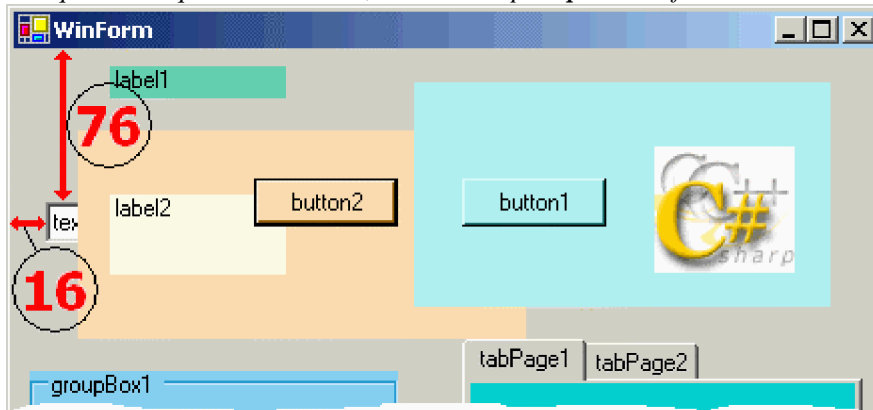 WinForm
label1
76
label2
button2
button1
tex
16
C++
C#
sharp
tabPage1
tabPage2
groupBox1